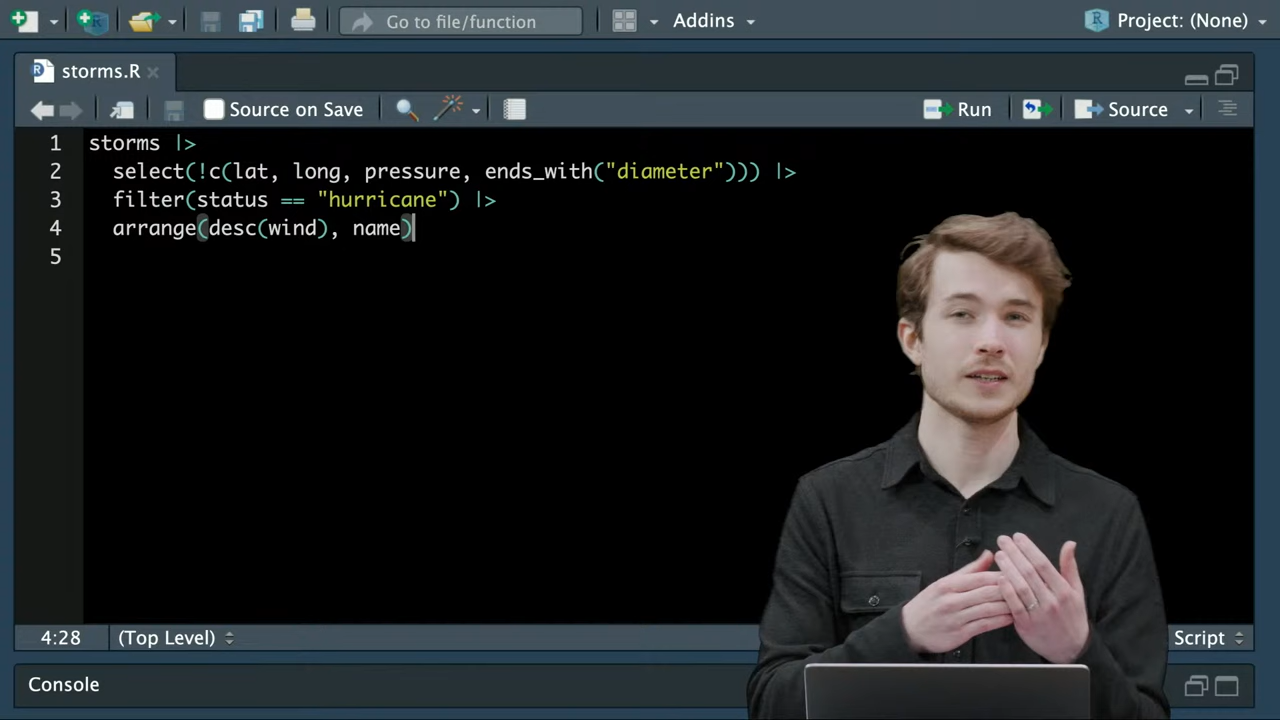 Go to file/function
Addins
Project: (None)
storms.R
Source on Save
Run
Source
1 storms |>
2 select(!c(lat, long, pressure, ends_with("diameter"))) |>
3 filter(status == "hurricane") |>
4 arrange(desc(wind), name)
5
4:28
(Top Level)
Script
Console